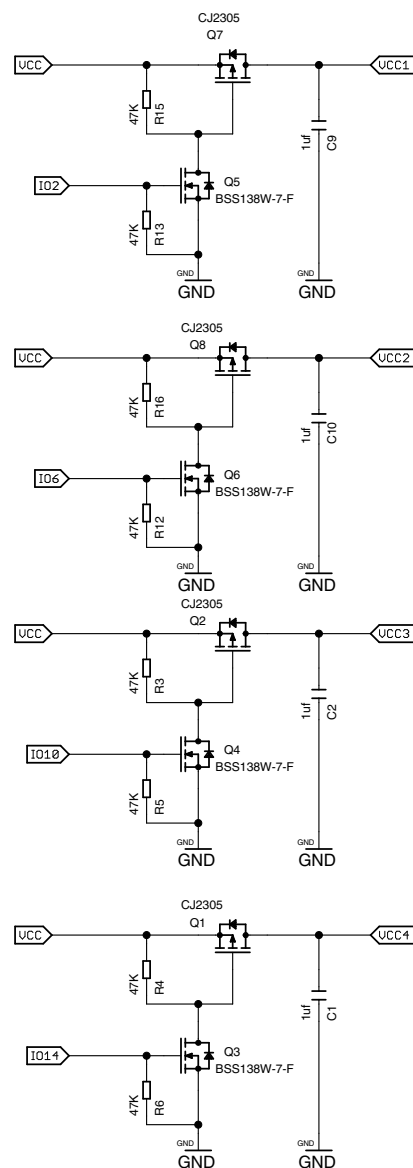 CJ2305
Q7
VCC
VCC1
47K
R15
1uf
C9
IO2
Q5
BSS138W-7-F
47K
R13
GND
GND
GND
GND
CJ2305
Q8
VCC
VCC2
47K
R16
1uf
C10
IO6
Q6
BSS138W-7-F
47K
R12
GND
GND
GND
GND
CJ2305
Q2
VCC
VCC3
47K
R3
1uf
C2
IO10
Q4
BSS138W-7-F
47K
R5
GND
GND
GND
GND
CJ2305
Q1
VCC
VCC4
47K
R4
1uf
C1
IO14
Q3
BSS138W-7-F
47K
R6
GND
GND
GND
GND